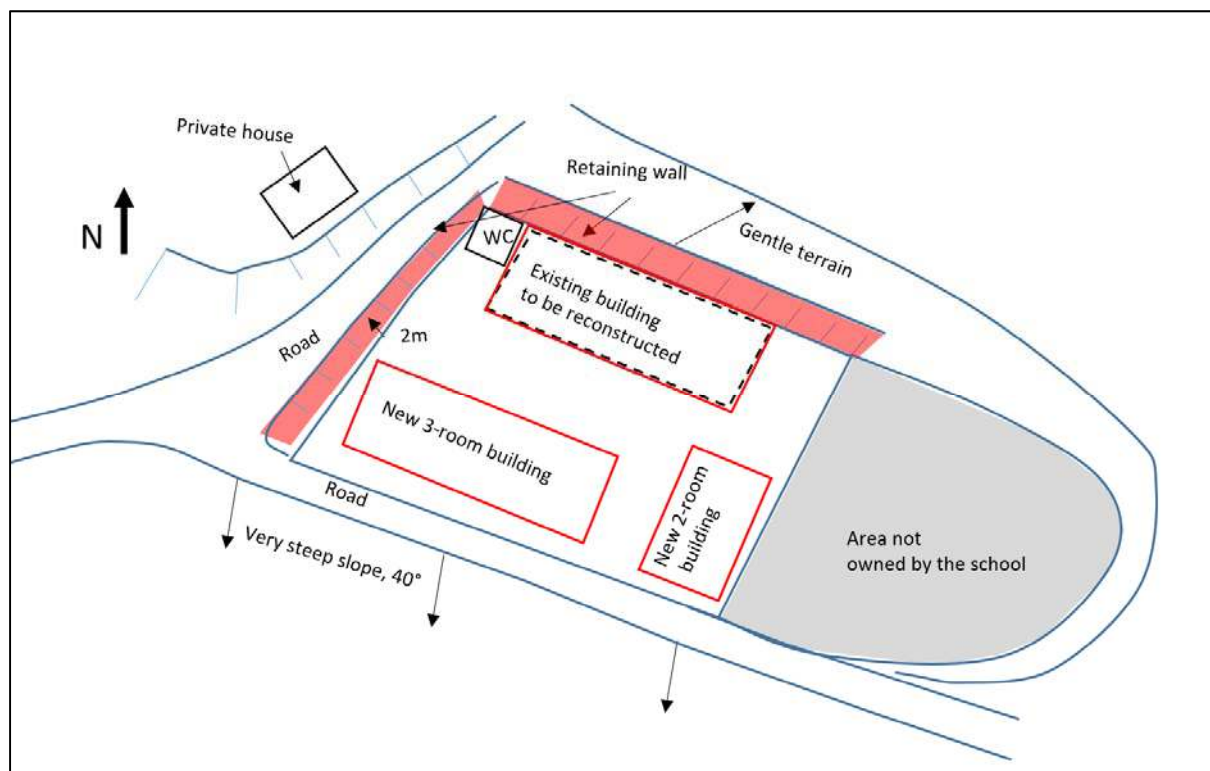 Private house
Retaining wall
N
WC
Gentle terrain
Existing building
to be reconstructed
2m
Road
New 3-room building
New 2-room
building
Road
Very steep slope, 40°
Area not
owned by the school